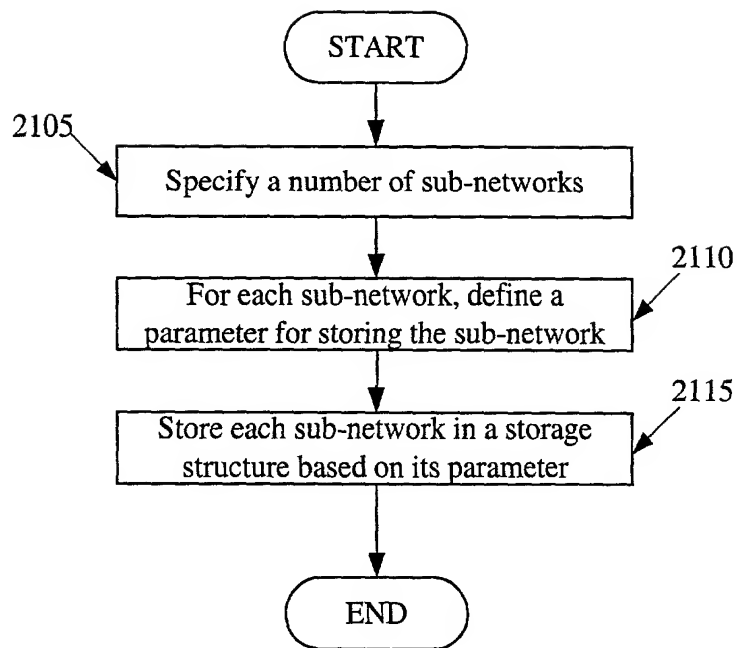 START
2105
Specify a number of sub-networks
2110
For each sub-network, define a
parameter for storing the sub-network
2115
Store each sub-network in a storage
structure based on its parameter
END